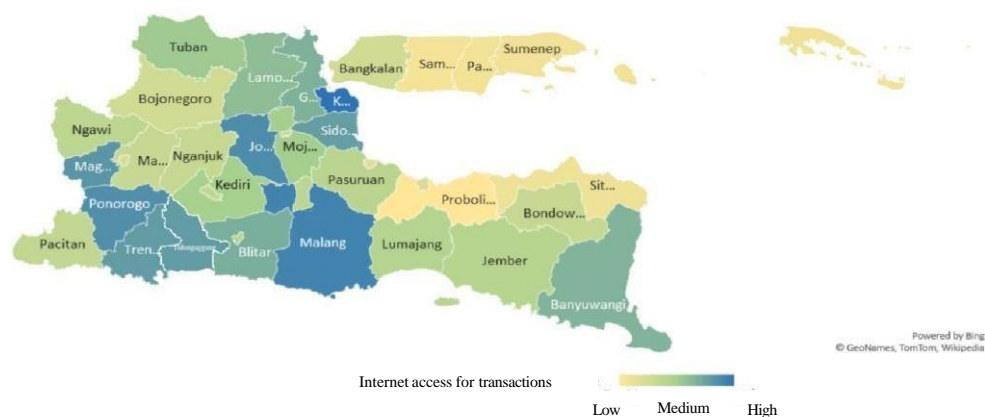 Tuban
Lamo...
Bangkalan
Sam...
Pa...
Sumenep
Bojonegoro
G...
K...
Ngawi
Sido...
Jo...
Moj...
Mag...
Ma...
Nganjuk
Kediri
Pasuruan
Ponorogo
Proboli...
Sit...
Bondow...
Pacitan
Tren...
Blitar
Malang
Lumajang
Jember
Banyuwangi
Powered by Bing
© GeoNames, TomTom, Wikipedia
Internet access for transactions
Low Medium High